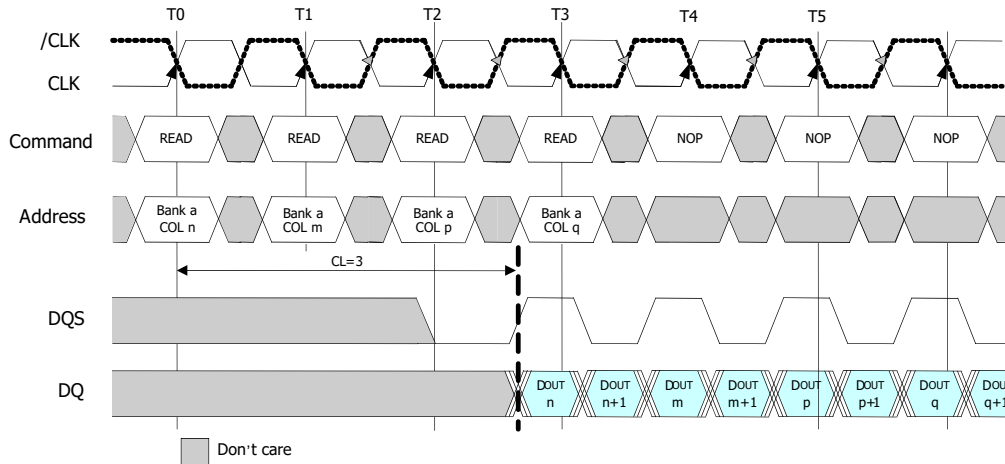 T0 T1 T2 T3 T4 T5
/CLK
CLK
Command READ READ READ READ NOP NOP NOP
Address Bank a COL n Bank a COL m Bank a COL p Bank a COL q
CL=3
DQS
DQ DOUT n DOUT n+1 DOUT m DOUT m+1 DOUT p DOUT p+1 DOUT q DOU q+1
Don't care